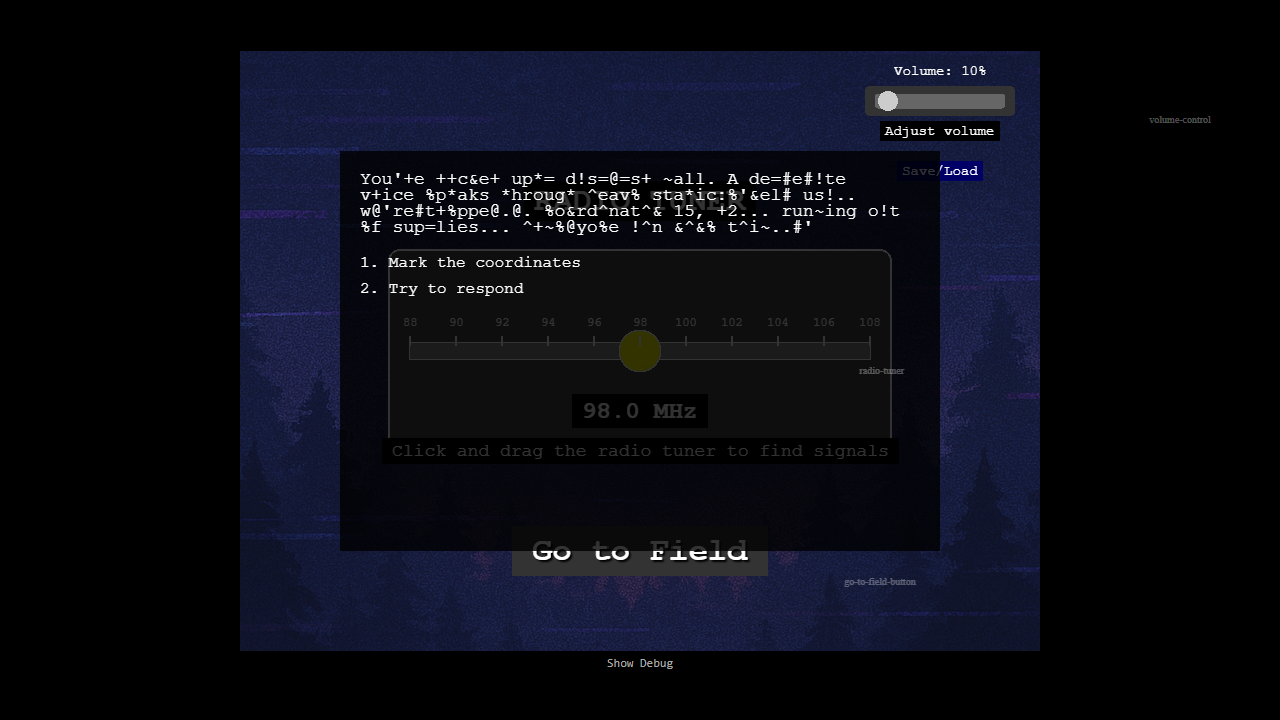 Volume: 10%
Adjust volume
volume-control
Save/Load
You'+e ++c&e+ up*= d!s=@=s+ ~all. A de=#e#!te
v+ice %p*aks *hroug* ^eav% sta*ic:%'&el# us!..
w@'re#t+%ppe@.@. %o&rd^nat^& 15, +2... run~ing o!t
%f sup=lies... ^+~%@yo%e !^n &^&% t^i~..#'
RADIO TUNER
1. Mark the coordinates
2. Try to respond
88 90 92 94 96 98 100 102 104 106 108
radio-tuner
98.0 MHz
Click and drag the radio tuner to find signals
Go to Field
go-to-field-button
Show Debug